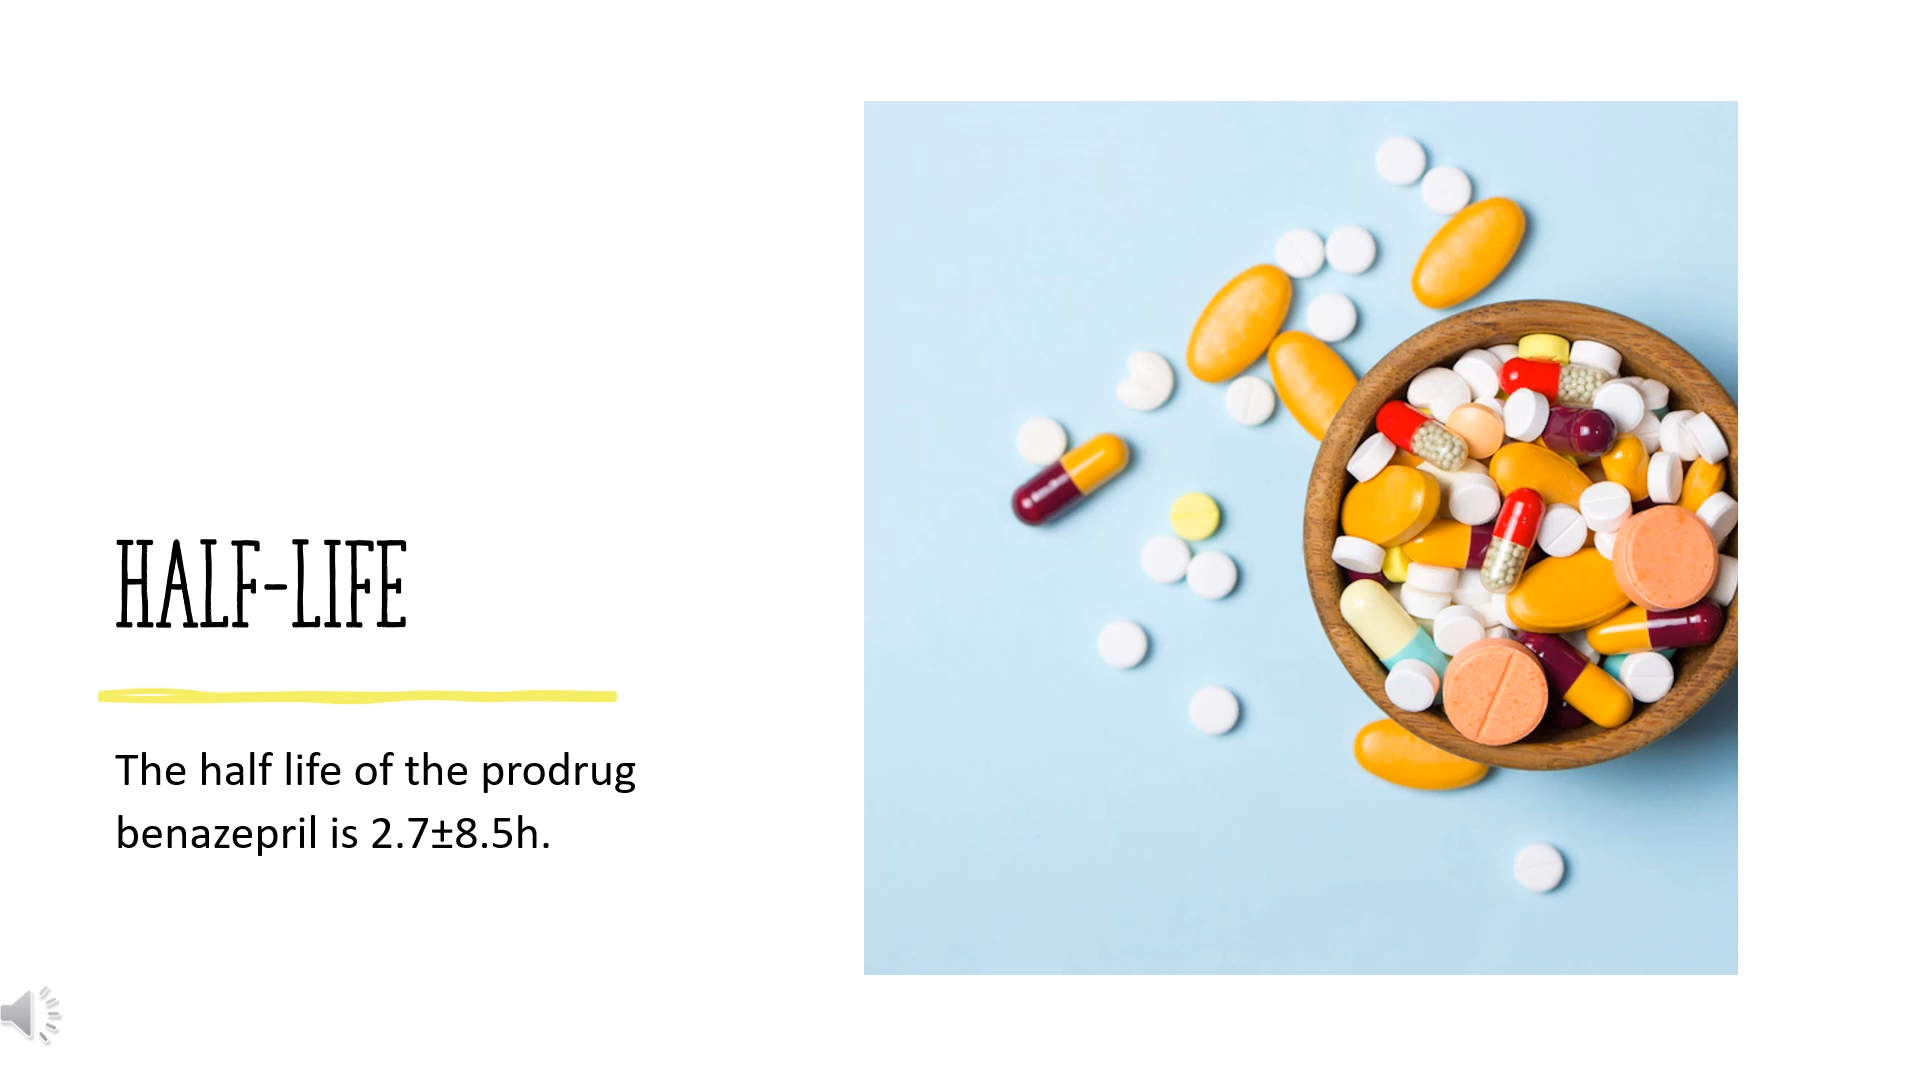 HALF-LIFE
The half life of the prodrug
benazepril is 2.7±8.5h.